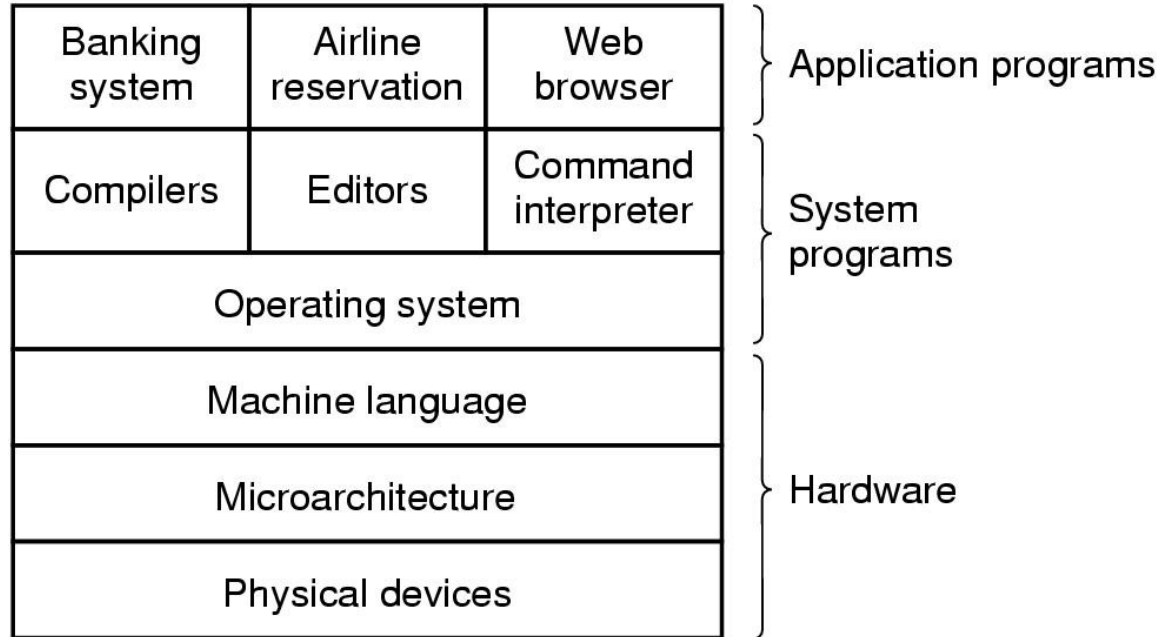 Banking
system
Airline
reservation
Web
browser
Application programs
Compilers
Editors
Command
interpreter
System
programs
Operating system
Machine language
Microarchitecture
Hardware
Physical devices